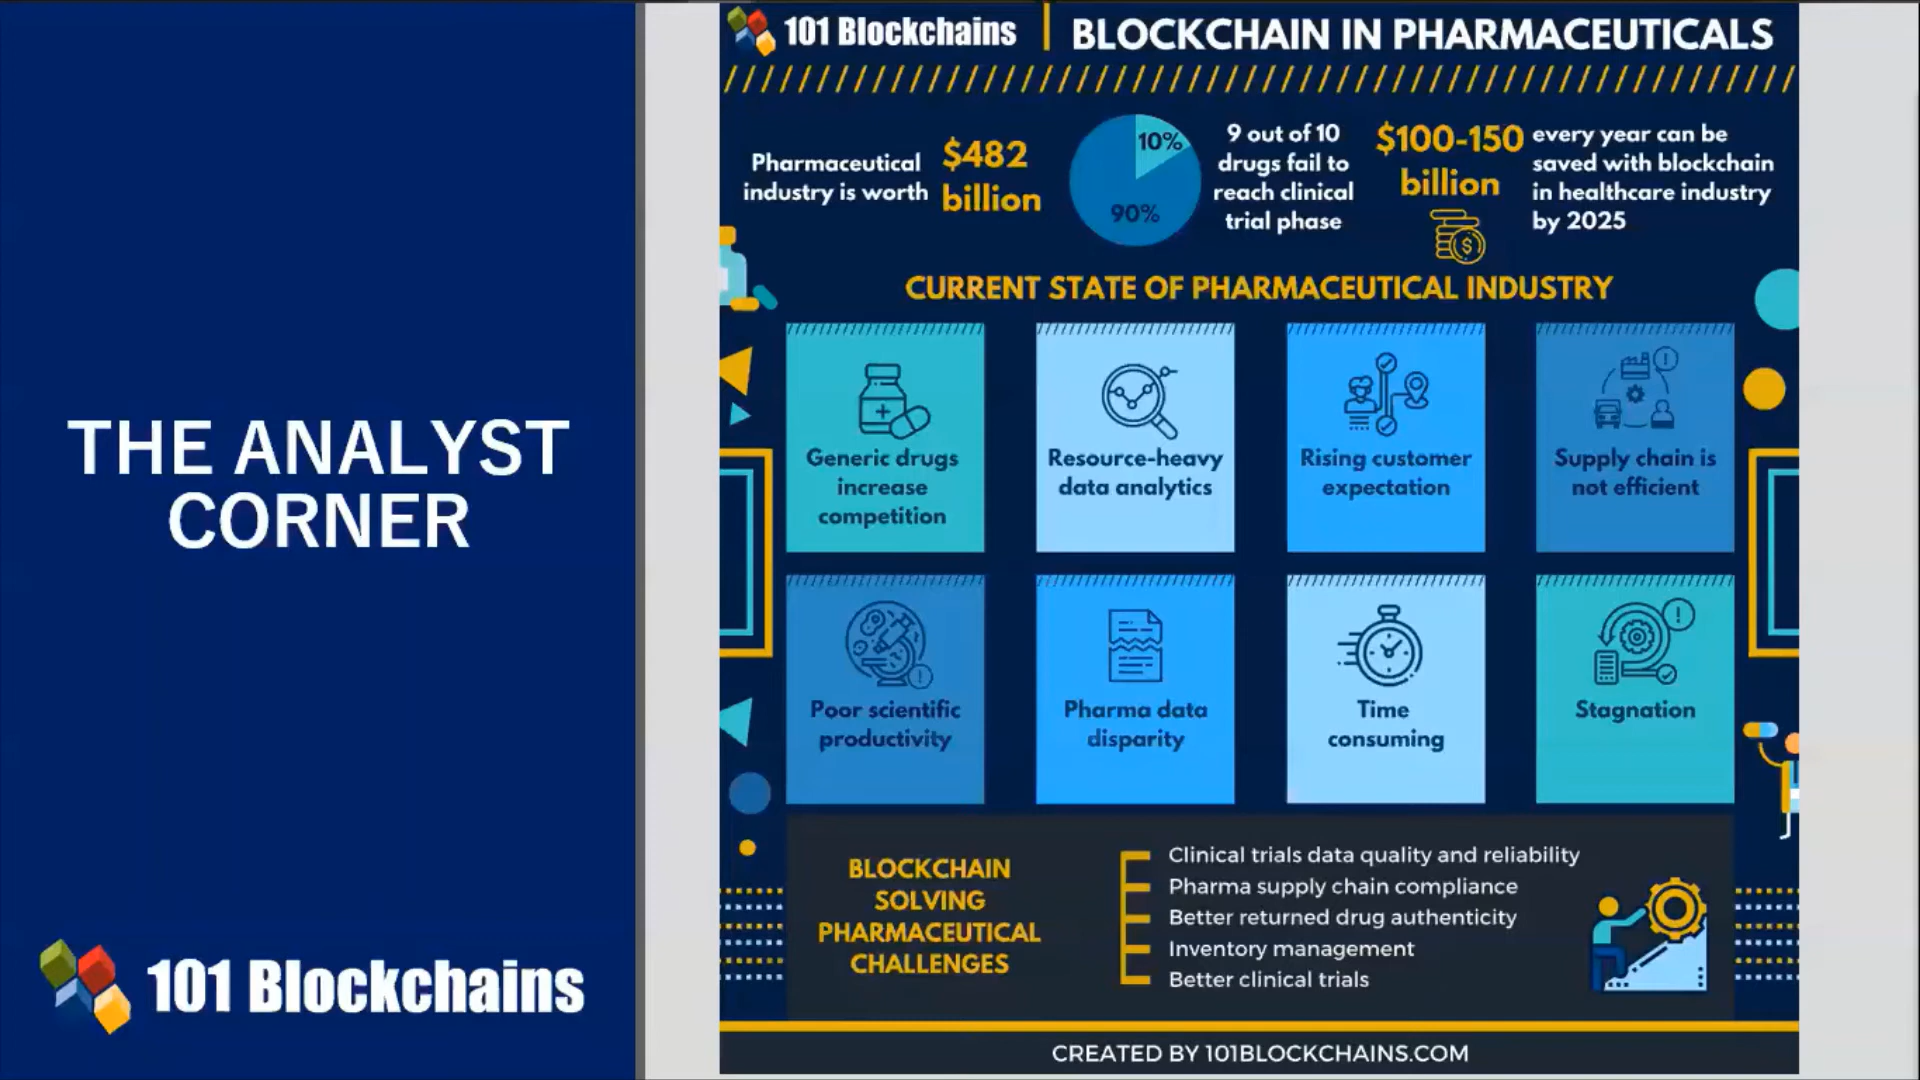 THE ANALYST
CORNER
101 Blockchains
101 Blockchains
BLOCKCHAIN IN PHARMACEUTICALS
Pharmaceutical
industry is worth
$482
billion
10%
90%
9 out of 10
drugs fail to
reach clinical
trial phase
$100-150
billion
every year can be
saved with blockchain
in healthcare industry
by 2025
CURRENT STATE OF PHARMACEUTICAL INDUSTRY
Generic drugs
increase
competition
Resource-heavy
data analytics
Rising customer
expectation
Supply chain is
not efficient
Poor scientific
productivity
Pharma data
disparity
Time
consuming
Stagnation
BLOCKCHAIN
SOLVING
PHARMACEUTICAL
CHALLENGES
Clinical trials data quality and reliability
Pharma supply chain compliance
Better returned drug authenticity
Inventory management
Better clinical trials
CREATED BY 101BLOCKCHAINS.COM